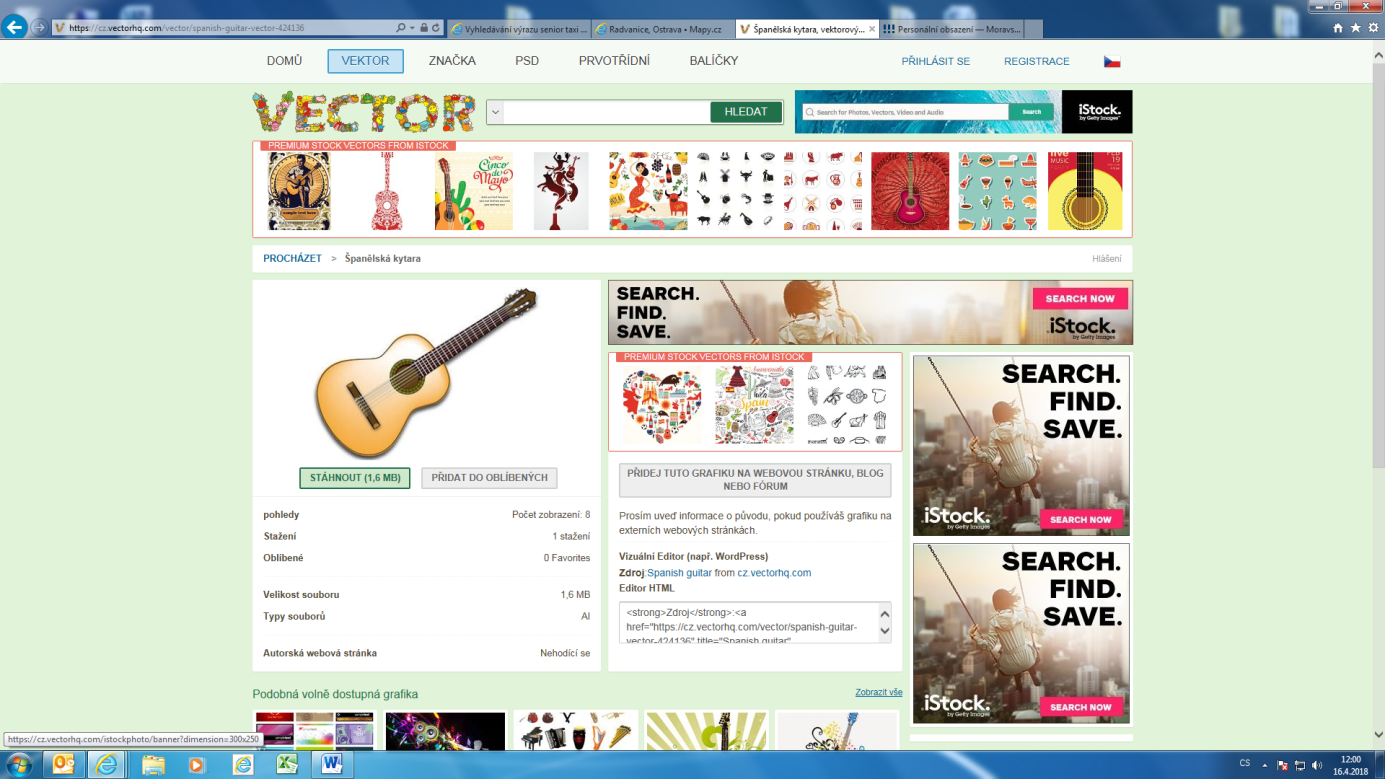 https://cz.vectorhq.com/vector/spanish-guitar-vector-424136
Vyhledávání výrazu senior taxi ...
Radvanice, Ostrava • Mapy.cz
Španělská kytara, vektorový...
Personální obsazení — Moravs...
DOMŮ
VEKTOR
ZNAČKA
PSD
PRVOTŘÍDNÍ
BALÍČKY
PŘIHLÁSIT SE
REGISTRACE
VECTOR
HLEDAT
Search for Photos, Vectors, Video and Audio
Search
iStock.
by Getty Images
PREMIUM STOCK VECTORS FROM ISTOCK
Cinco de Mayo
live MUSIC
FEB 19
PROCHÁZET > Španělská kytara
Hlášení
SEARCH.
FIND.
SAVE.
SEARCH NOW
iStock.
by Getty Images
STÁHNOUT (1,6 MB)
PŘIDAT DO OBLÍBENÝCH
pohledy Počet zobrazení: 8
Stažení 1 stažení
Oblíbené 0 Favorites
Velikost souboru 1,6 MB
Typy souborů AI
Autorská webová stránka Nehodící se
PREMIUM STOCK VECTORS FROM ISTOCK
Spain
PŘIDEJ TUTO GRAFIKU NA WEBOVOU STRÁNKU, BLOG
NEBO FÓRUM
Prosím uveď informace o původu, pokud používáš grafiku na
externích webových stránkách.
Vizuální Editor (např. WordPress)
Zdroj:Spanish guitar from cz.vectorhq.com
Editor HTML
<strong>Zdroj</strong>:<a
href="https://cz.vectorhq.com/vector/spanish-guitar-
vector-424136" title="Spanish guitar"
SEARCH.
FIND.
SAVE.
iStock.
by Getty Images
SEARCH NOW
SEARCH.
FIND.
SAVE.
iStock.
by Getty Images
SEARCH NOW
Podobná volně dostupná grafika
Zobrazit vše
https://cz.vectorhq.com/istockphoto/banner?dimension=300x250
CS
12:00
16.4.2018